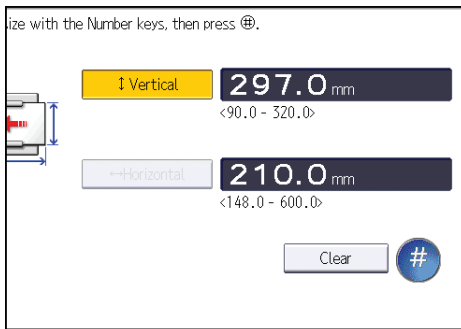 ize with the Number keys, then press #.
↕ Vertical
297.0 mm
<90.0 - 320.0>
↔Horizontal
210.0 mm
<148.0 - 600.0>
Clear
#